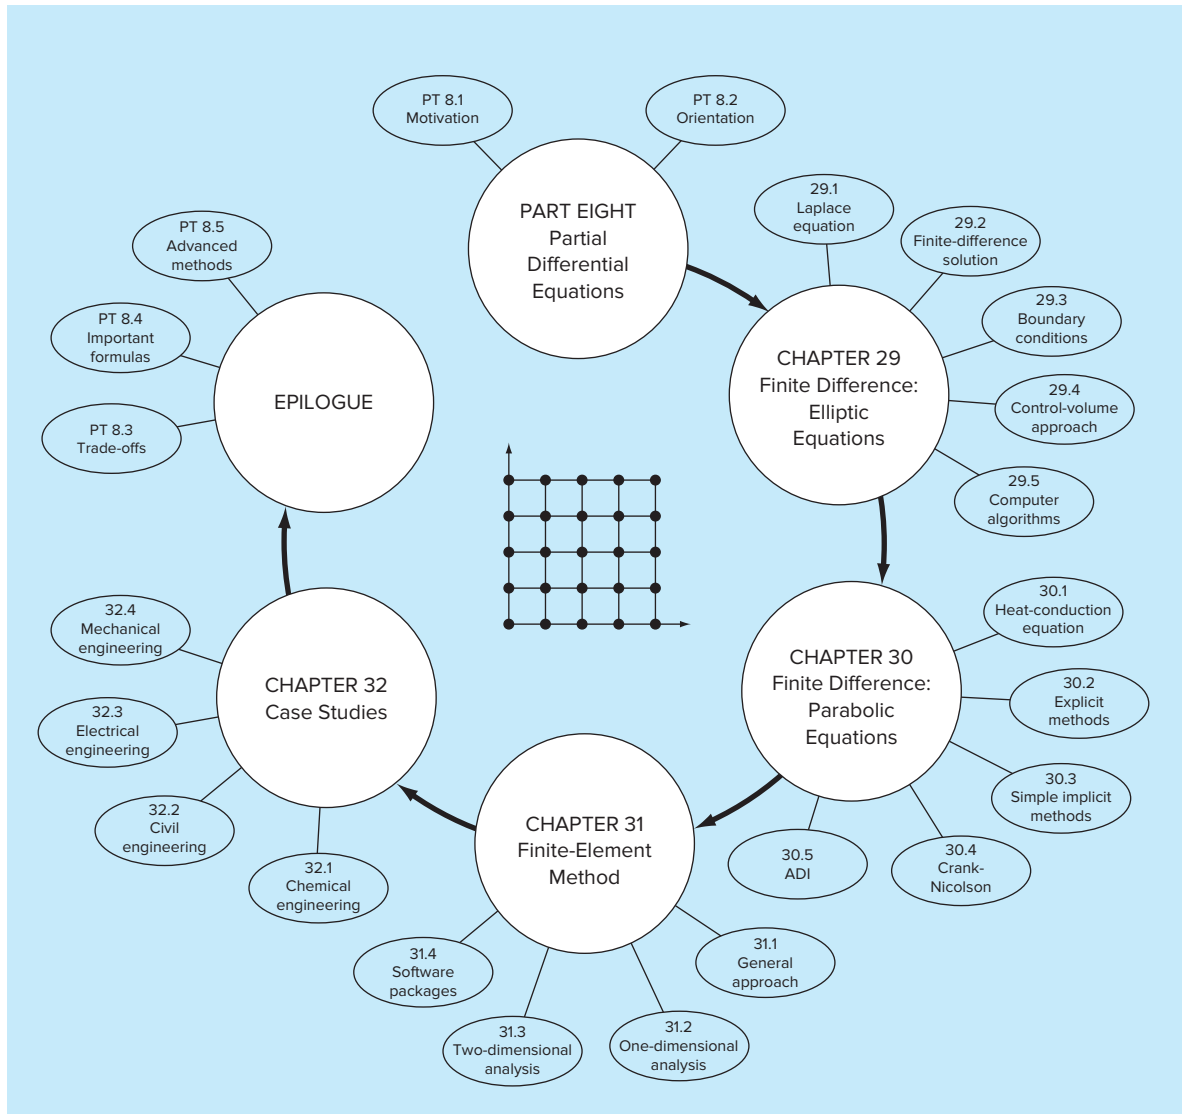 PT 8.1
Motivation
PT 8.2
Orientation
PART EIGHT
Partial
Differential
Equations
29.1
Laplace
equation
29.2
Finite-difference
solution
29.3
Boundary
conditions
29.4
Control-volume
approach
29.5
Computer
algorithms
CHAPTER 29
Finite Difference:
Elliptic
Equations
30.1
Heat-conduction
equation
30.2
Explicit
methods
30.3
Simple implicit
methods
30.4
Crank-
Nicolson
30.5
ADI
CHAPTER 30
Finite Difference:
Parabolic
Equations
CHAPTER 31
Finite-Element
Method
31.1
General
approach
31.2
One-dimensional
analysis
31.3
Two-dimensional
analysis
31.4
Software
packages
CHAPTER 32
Case Studies
32.1
Chemical
engineering
32.2
Civil
engineering
32.3
Electrical
engineering
32.4
Mechanical
engineering
EPILOGUE
PT 8.3
Trade-offs
PT 8.4
Important
formulas
PT 8.5
Advanced
methods